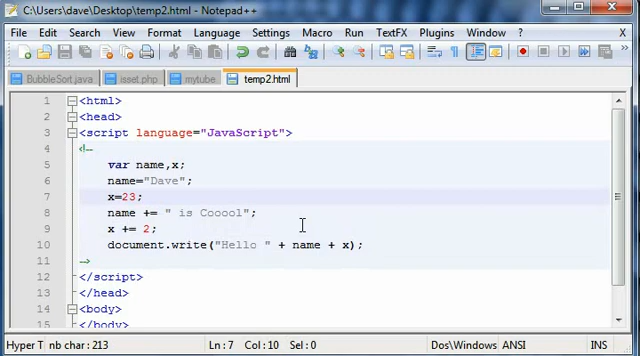 C:\Users\dave\Desktop\temp2.html - Notepad++
File Edit Search View Format Language Settings Macro Run TextFX Plugins Window ?
BubbleSort.java isset.php mytube temp2.html
1 <html>
2 <head>
3 <script language="JavaScript">
4 <!--
5 var name,x;
6 name="Dave";
7 x=23;
8 name += " is Cooool";
9 x += 2;
10 document.write("Hello " + name + x);
11 -->
12 </script>
13 </head>
14 <body>
15 </body>
Hyper T nb char : 213 Ln : 7 Col : 10 Sel : 0 Dos\Windows ANSI INS